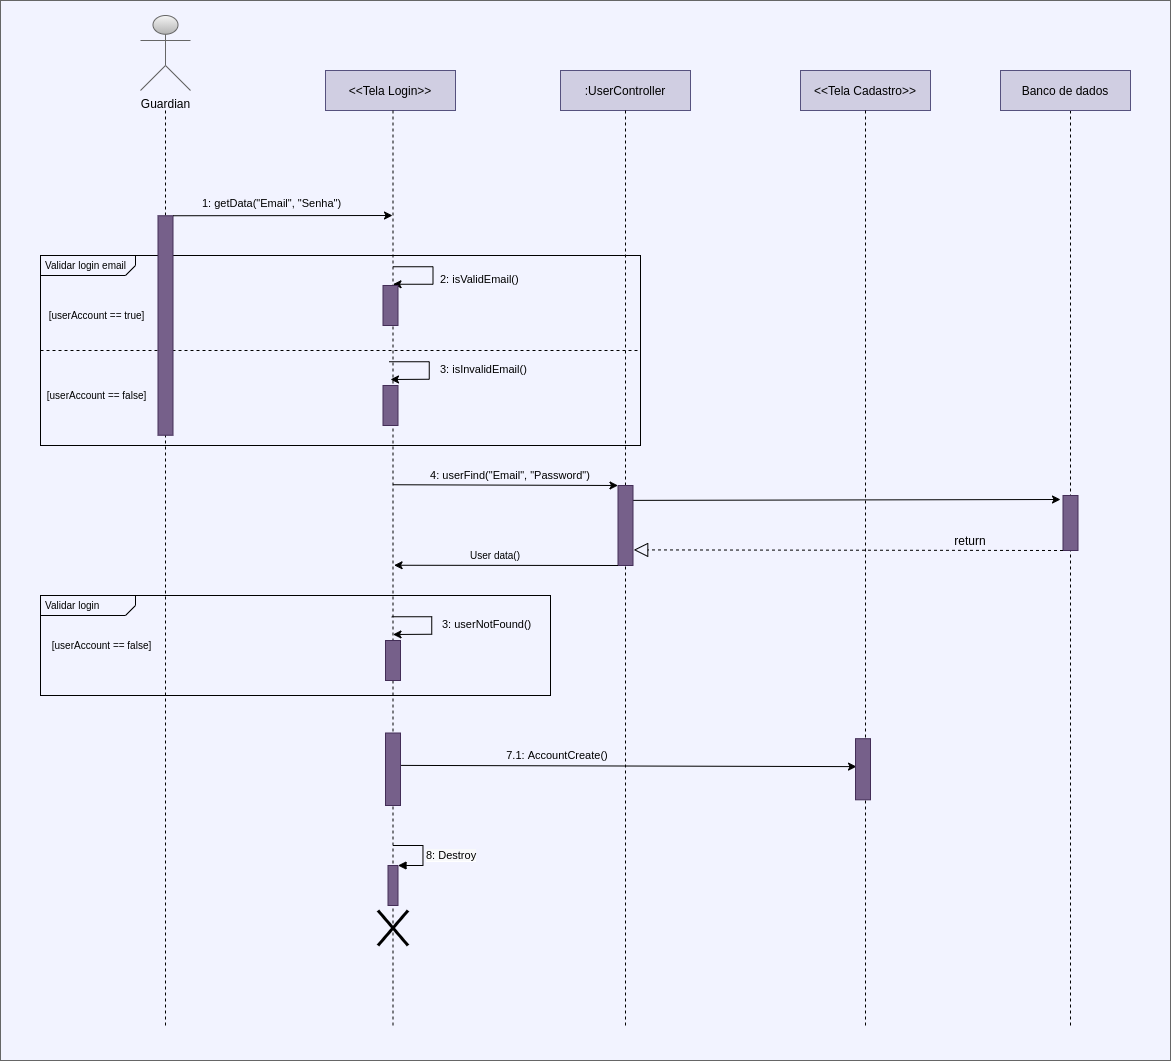 Guardian
<<Tela Login>>
:UserController
<<Tela Cadastro>>
Banco de dados
1: getData("Email", "Senha")
Validar login email
2: isValidEmail()
[userAccount == true]
3: isInvalidEmail()
[userAccount == false]
4: userFind("Email", "Password")
return
User data()
Validar login
3: userNotFound()
[userAccount == false]
7.1: AccountCreate()
8: Destroy